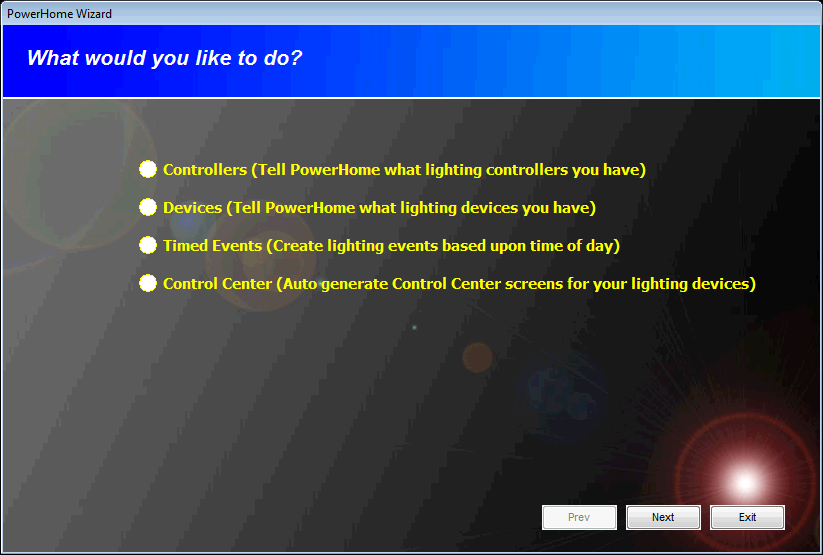 PowerHome Wizard
What would you like to do?
Controllers (Tell PowerHome what lighting controllers you have)
Devices (Tell PowerHome what lighting devices you have)
Timed Events (Create lighting events based upon time of day)
Control Center (Auto generate Control Center screens for your lighting devices)
Prev Next Exit